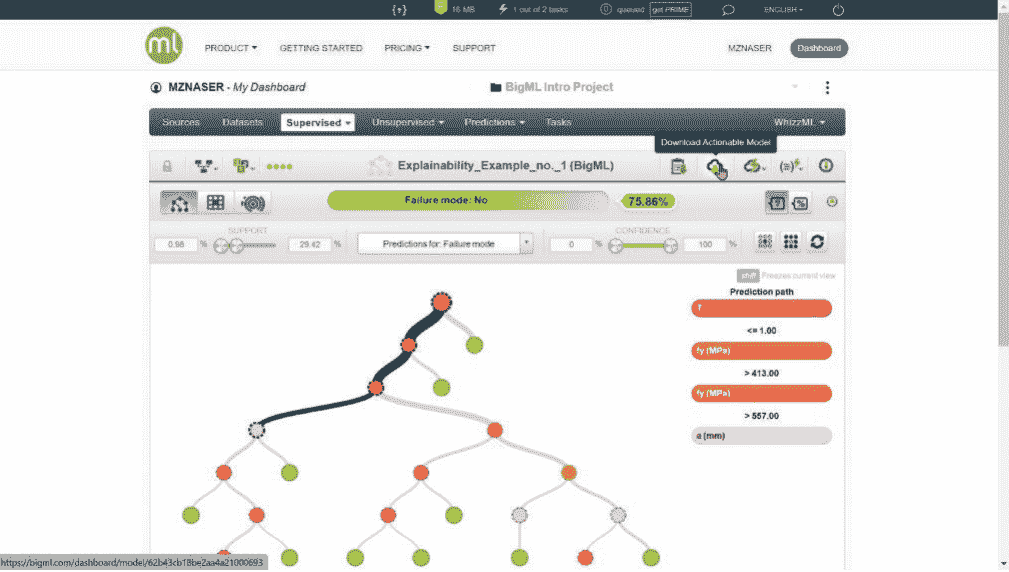 {↑} 16 MB 1 out of 2 tasks 0 queued get PRIME ENGLISH
ml PRODUCT GETTING STARTED PRICING SUPPORT MZNASER Dashboard
MZNASER - My Dashboard BigML Intro Project
Sources Datasets Supervised Unsupervised Predictions Tasks WhizzML
Download Actionable Model
Explainability_Example_no._1 (BigML)
Failure mode: No 75.86%
SUPPORT CONFIDENCE
0.98 % 29.42 % Predictions for: Failure mode 0 % 100 %
shift Freezes current view
Prediction path
<= 1.00
fy (MPa)
> 413.00
fy (MPa)
> 557.00
a (mm)
https://bigml.com/dashboard/model/62b43cb18be2aa4a21000693